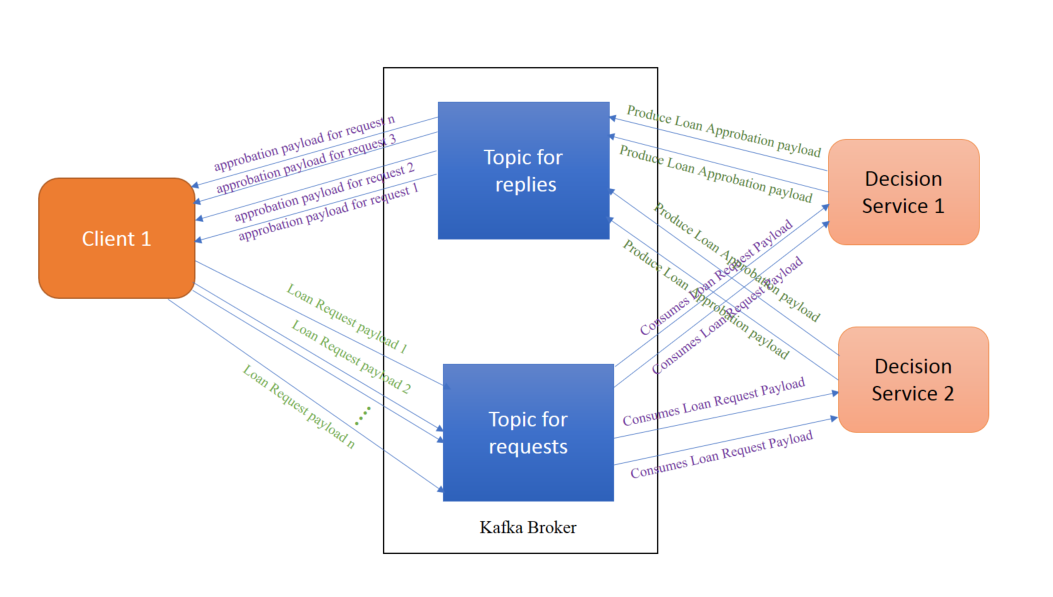 approbation payload for request n
approbation payload for request 3
approbation payload for request 2
approbation payload for request 1
Topic for
replies
Produce Loan Approbation payload
Produce Loan Approbation payload
Decision
Service 1
Client 1
Produce Loan Approbation payload
Produce Loan Approbation payload
Consumes Loan Request Payload
Consumes Loan Request Payload
Loan Request payload 1
Loan Request payload 2
Loan Request payload n
Topic for
requests
Decision
Service 2
Consumes Loan Request Payload
Consumes Loan Request Payload
Kafka Broker